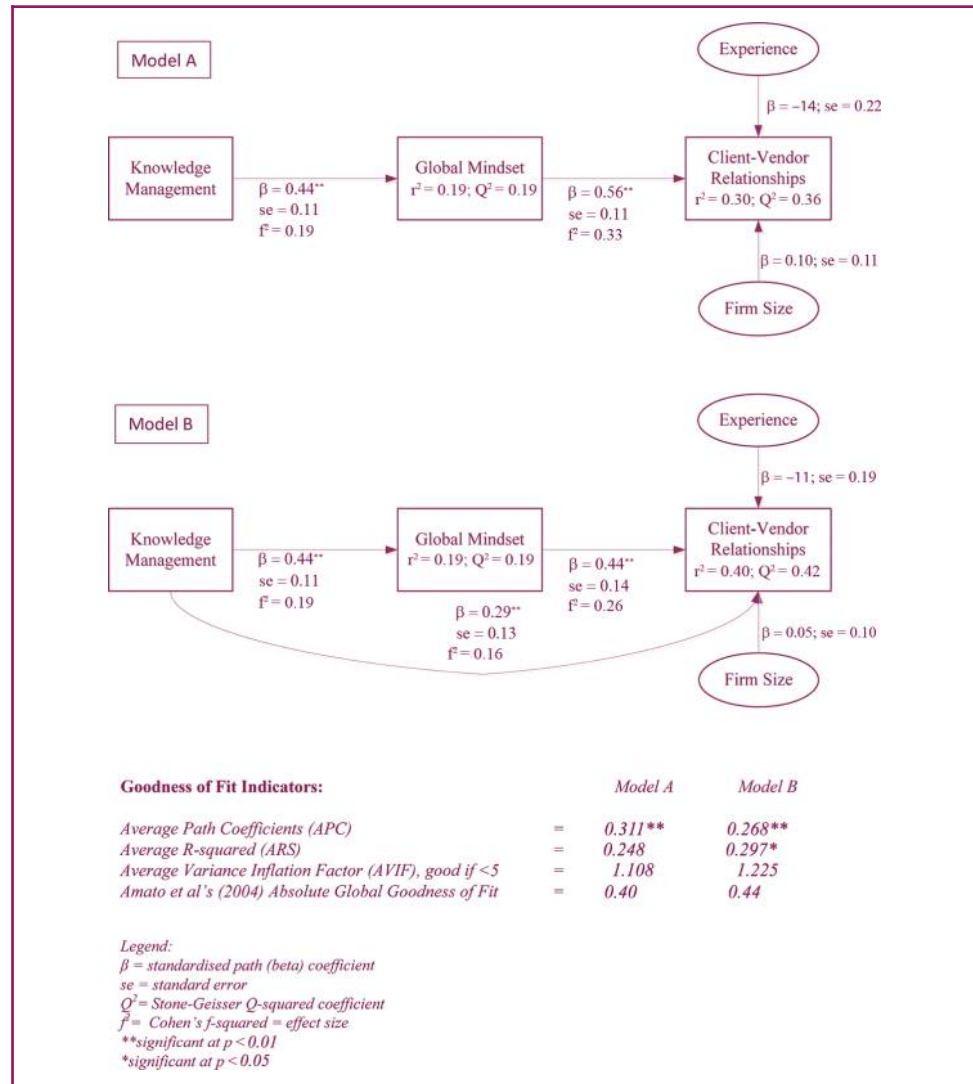 Model A
Experience
β = –14; se = 0.22
Knowledge
Management
β = 0.44**
se = 0.11
f² = 0.19
Global Mindset
r² = 0.19; Q² = 0.19
β = 0.56**
se = 0.11
f² = 0.33
Client-Vendor
Relationships
r² = 0.30; Q² = 0.36
β = 0.10; se = 0.11
Firm Size
Model B
Experience
β = –11; se = 0.19
Knowledge
Management
β = 0.44**
se = 0.11
f² = 0.19
Global Mindset
r² = 0.19; Q² = 0.19
β = 0.44**
se = 0.14
f² = 0.26
Client-Vendor
Relationships
r² = 0.40; Q² = 0.42
β = 0.29**
se = 0.13
f² = 0.16
β = 0.05; se = 0.10
Firm Size
Goodness of Fit Indicators: Model A Model B
Average Path Coefficients (APC) = 0.311** 0.268**
Average R-squared (ARS) = 0.248 0.297*
Average Variance Inflation Factor (AVIF), good if <5 = 1.108 1.225
Amato et al's (2004) Absolute Global Goodness of Fit = 0.40 0.44
Legend:
β = standardised path (beta) coefficient
se = standard error
Q² = Stone-Geisser Q-squared coefficient
f² = Cohen's f-squared = effect size
**significant at p < 0.01
*significant at p < 0.05